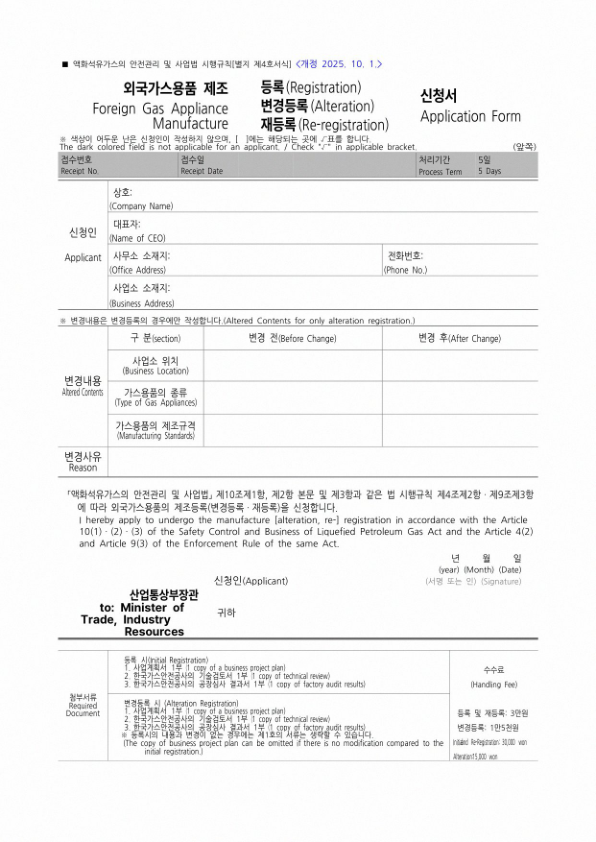 ■ 액화석유가스의 안전관리 및 사업법 시행규칙[별지 제4호서식] <개정 2025. 10. 1.>
외국가스용품 제조
Foreign Gas Appliance
Manufacture
등록(Registration)
변경등록(Alteration)
재등록(Re-registration)
신청서
Application Form
※ 색상이 어두운 난은 신청인이 작성하지 않으며, [ ]에는 해당되는 곳에 √표를 합니다.
The dark colored field is not applicable for an applicant. / Check "√" in applicable bracket.
(앞쪽)
접수번호 접수일 처리기간 5일
Receipt No. Receipt Date Process Term 5 Days
신청인
Applicant
상호:
(Company Name)
대표자:
(Name of CEO)
사무소 소재지: 전화번호:
(Office Address) (Phone No.)
사업소 소재지:
(Business Address)
※ 변경내용은 변경등록의 경우에만 작성합니다.(Altered Contents for only alteration registration.)
변경내용
Altered Contents
구 분(section) 변경 전(Before Change) 변경 후(After Change)
사업소 위치
(Business Location)
가스용품의 종류
(Type of Gas Appliances)
가스용품의 제조규격
(Manufacturing Standards)
변경사유
Reason
「액화석유가스의 안전관리 및 사업법」 제10조제1항, 제2항 본문 및 제3항과 같은 법 시행규칙 제4조제2항ㆍ제9조제3항
에 따라 외국가스용품의 제조등록(변경등록ㆍ재등록)을 신청합니다.
I hereby apply to undergo the manufacture [alteration, re-] registration in accordance with the Article
10(1)ㆍ(2)ㆍ(3) of the Safety Control and Business of Liquefied Petroleum Gas Act and the Article 4(2)
and Article 9(3) of the Enforcement Rule of the same Act.
년 월 일
(year) (Month) (Date)
신청인(Applicant) (서명 또는 인) (Signature)
산업통상부장관
to: Minister of
Trade, Industry
Resources
귀하
첨부서류
Required
Document
등록 시(Initial Registration)
1. 사업계획서 1부 (1 copy of a business project plan)
2. 한국가스안전공사의 기술검토서 1부 (1 copy of technical review)
3. 한국가스안전공사의 공장심사 결과서 1부 (1 copy of factory audit results)
변경등록 시 (Alteration Registration)
1. 사업계획서 1부 (1 copy of a business project plan)
2. 한국가스안전공사의 기술검토서 1부 (1 copy of technical review)
3. 한국가스안전공사의 공장심사 결과서 1부 (1 copy of factory audit results)
※ 등록시의 내용과 변경이 없는 경우에는 제1호의 서류는 생략할 수 있습니다.
(The copy of business project plan can be omitted if there is no modification compared to the
initial registration.)
수수료
(Handling Fee)
등록 및 재등록: 3만원
변경등록: 1만5천원
Re-Registration: 30,000 won
Alteration:15,000 won